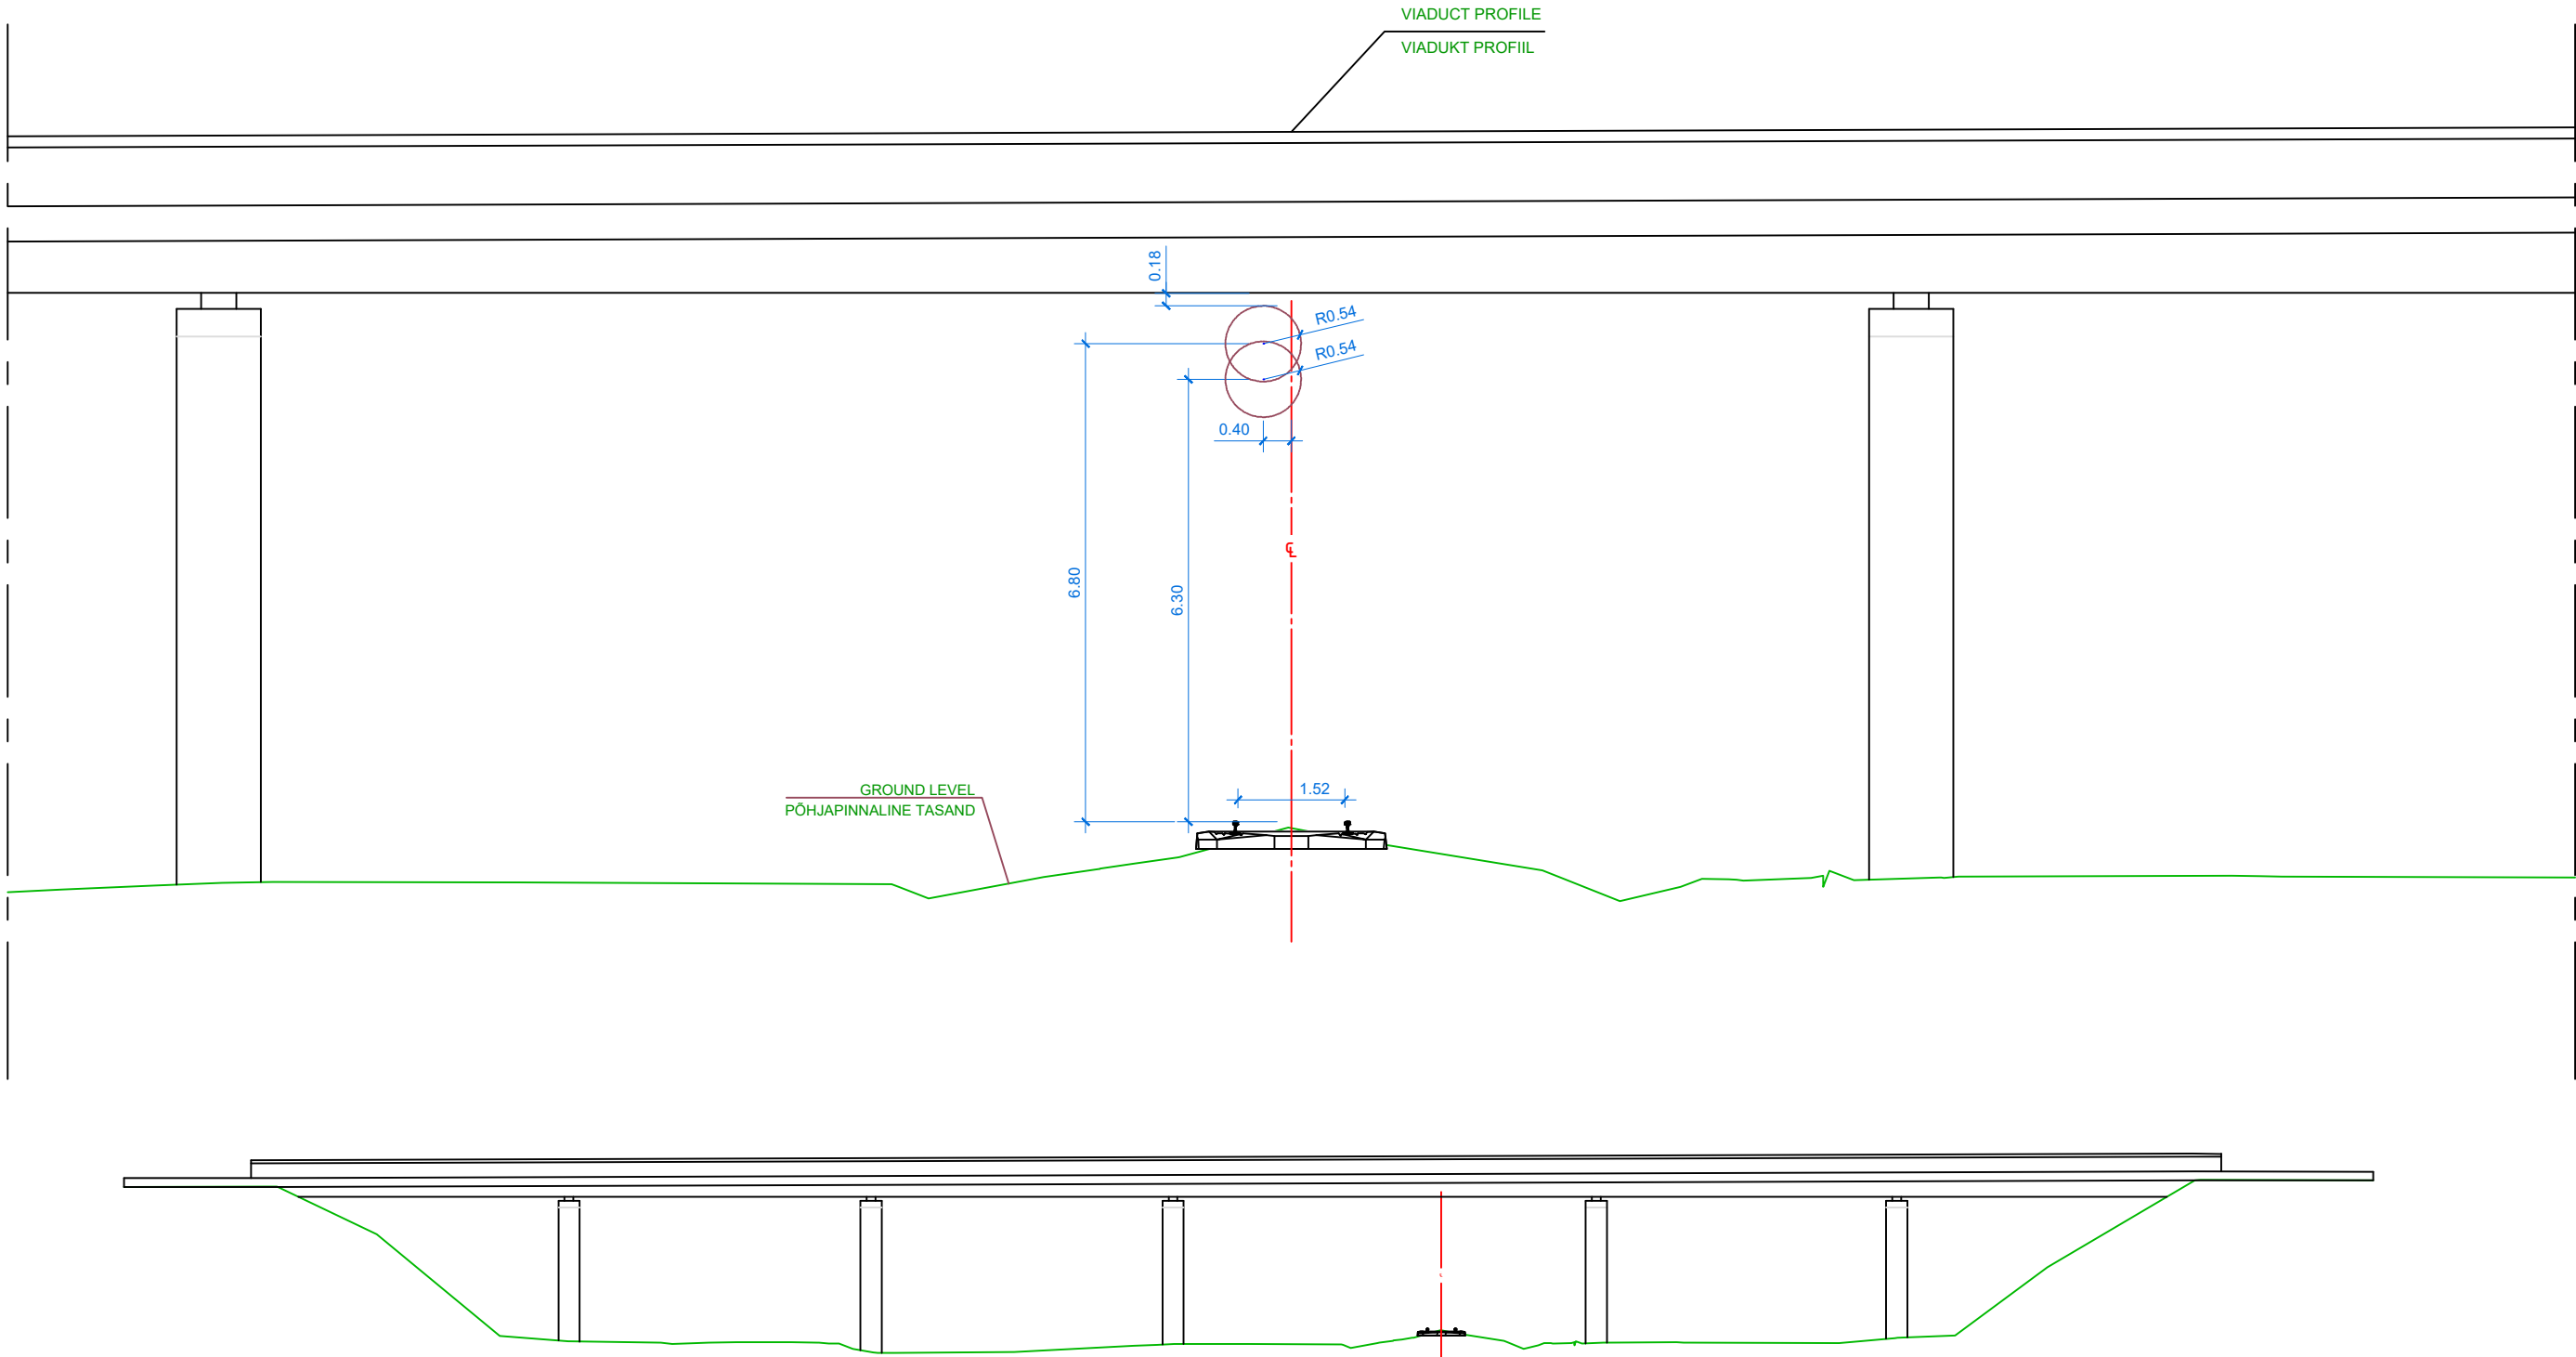 VIADUCT PROFILE
VIADUKT PROFIIL
0.18
R0.54
R0.54
0.40
℄
6.80
6.30
1.52
GROUND LEVEL
PÕHJAPINNALINE TASAND